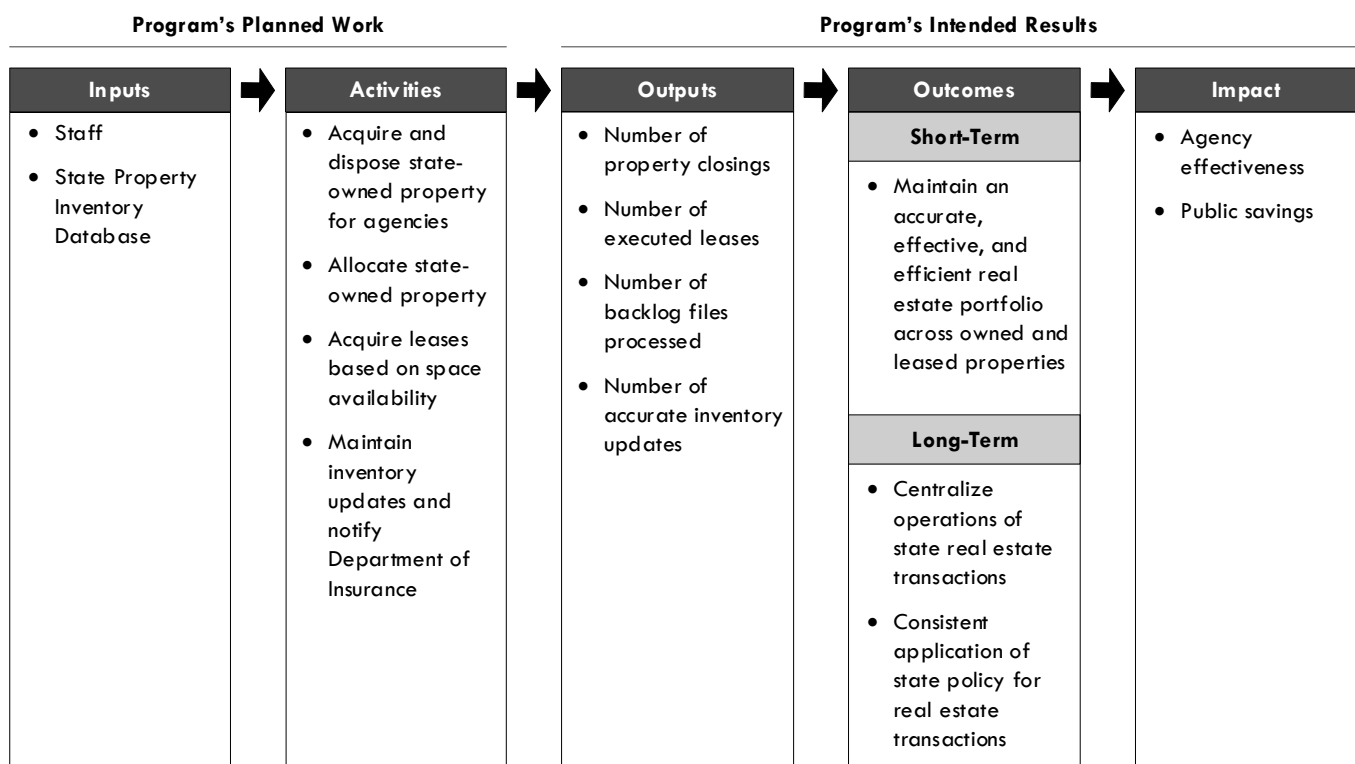 Program's Planned Work
Program's Intended Results
Inputs
• Staff
• State Property
Inventory
Database
Activities
• Acquire and
dispose state-
owned property
for agencies
• Allocate state-
owned property
• Acquire leases
based on space
availability
• Maintain
inventory
updates and
notify
Department of
Insurance
Outputs
• Number of
property closings
• Number of
executed leases
• Number of
backlog files
processed
• Number of
accurate inventory
updates
Outcomes
Short-Term
• Maintain an
accurate,
effective, and
efficient real
estate portfolio
across owned and
leased properties
Long-Term
• Centralize
operations of
state real estate
transactions
• Consistent
application of
state policy for
real estate
transactions
Impact
• Agency
effectiveness
• Public savings